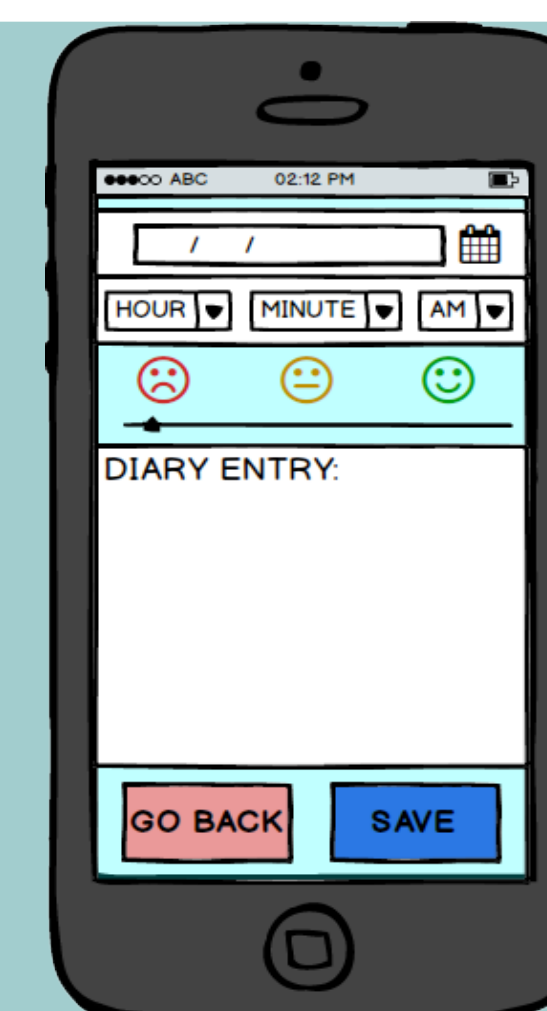 ABC 02:12 PM
/ /
HOUR MINUTE AM
DIARY ENTRY:
GO BACK SAVE